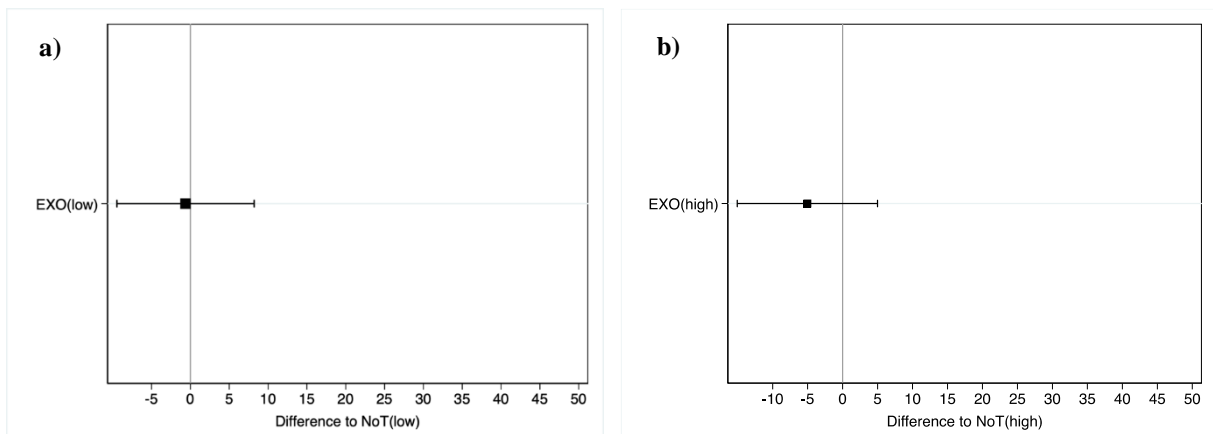 a)
EXO(low)
-5 0 5 10 15 20 25 30 35 40 45 50
Difference to NoT(low)
b)
EXO(high)
-10 -5 0 5 10 15 20 25 30 35 40 45 50
Difference to NoT(high)